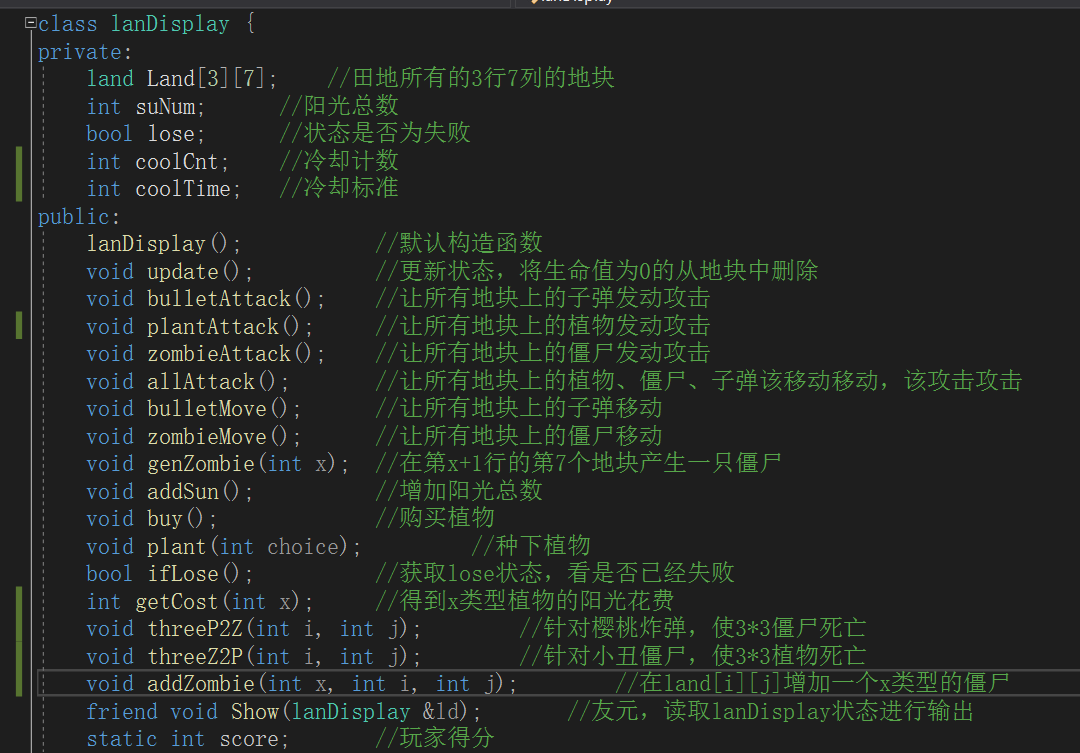 class lanDisplay {
private:
land Land[3][7]; //田地所有的3行7列的地块
int suNum; //阳光总数
bool lose; //状态是否为失败
int coolCnt; //冷却计数
int coolTime; //冷却标准
public:
lanDisplay(); //默认构造函数
void update(); //更新状态，将生命值为0的从地块中删除
void bulletAttack(); //让所有地块上的子弹发动攻击
void plantAttack(); //让所有地块上的植物发动攻击
void zombieAttack(); //让所有地块上的僵尸发动攻击
void allAttack(); //让所有地块上的植物、僵尸、子弹该移动移动，该攻击攻击
void bulletMove(); //让所有地块上的子弹移动
void zombieMove(); //让所有地块上的僵尸移动
void genZombie(int x); //在第x+1行的第7个地块产生一只僵尸
void addSun(); //增加阳光总数
void buy(); //购买植物
void plant(int choice); //种下植物
bool ifLose(); //获取lose状态，看是否已经失败
int getCost(int x); //得到x类型植物的阳光花费
void threeP2Z(int i, int j); //针对樱桃炸弹，使3*3僵尸死亡
void threeZ2P(int i, int j); //针对小丑僵尸，使3*3植物死亡
void addZombie(int x, int i, int j); //在land[i][j]增加一个x类型的僵尸
friend void Show(lanDisplay &ld); //友元，读取lanDisplay状态进行输出
static int score; //玩家得分